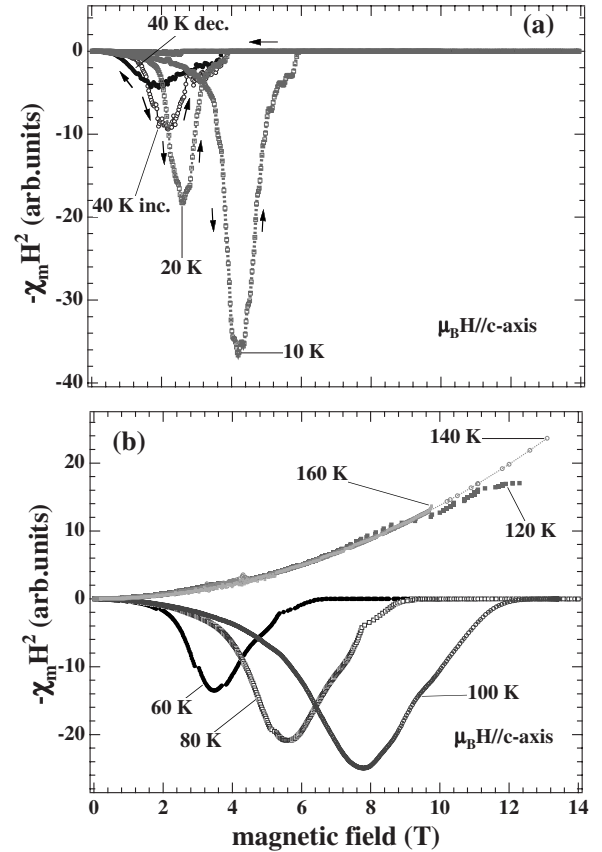 0
-10
-20
-30
-40
-χmH² (arb.units)
40 K dec.
(a)
40 K inc.
20 K
10 K
μBH//c-axis
20
10
0
-10
-20
-χmH² (arb.units)
(b)
140 K
160 K
120 K
60 K
80 K
100 K
μBH//c-axis
0 2 4 6 8 10 12 14
magnetic field (T)